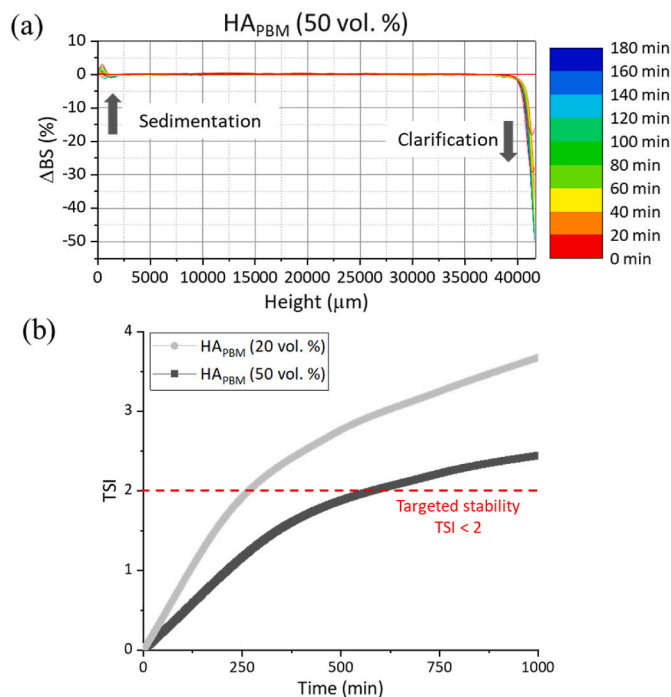 (a)
HA_PBM (50 vol. %)
10
0
-10
-20
-30
-40
-50
ΔBS (%)
Sedimentation
Clarification
0 5000 10000 15000 20000 25000 30000 35000 40000
Height (μm)
180 min
160 min
140 min
120 min
100 min
80 min
60 min
40 min
20 min
0 min
(b)
4
3
2
1
0
TSI
HA_PBM (20 vol. %)
HA_PBM (50 vol. %)
Targeted stability
TSI < 2
0 250 500 750 1000
Time (min)